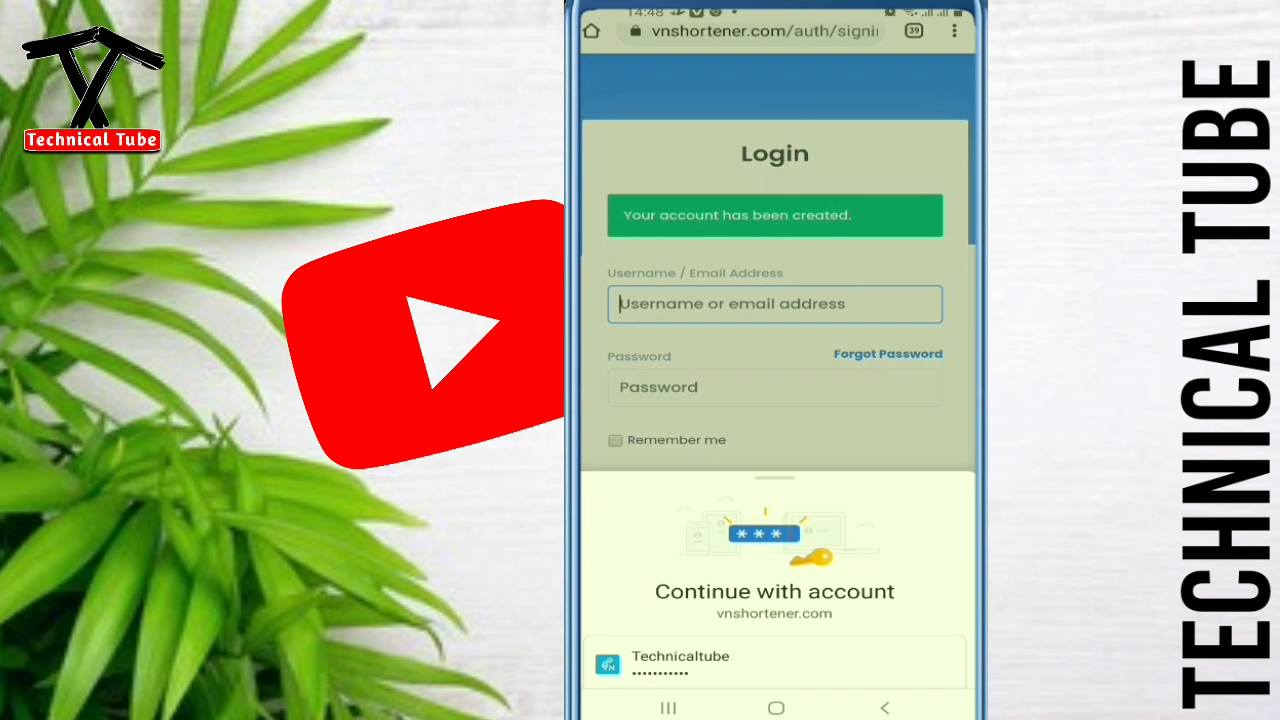 Technical Tube
14:48
vnshortener.com/auth/signi
39
Login
Your account has been created.
Username / Email Address
Username or email address
Password
Forgot Password
Password
Remember me
***
Continue with account
vnshortener.com
Technicaltube
•••••••••••
TECHNICAL TUBE